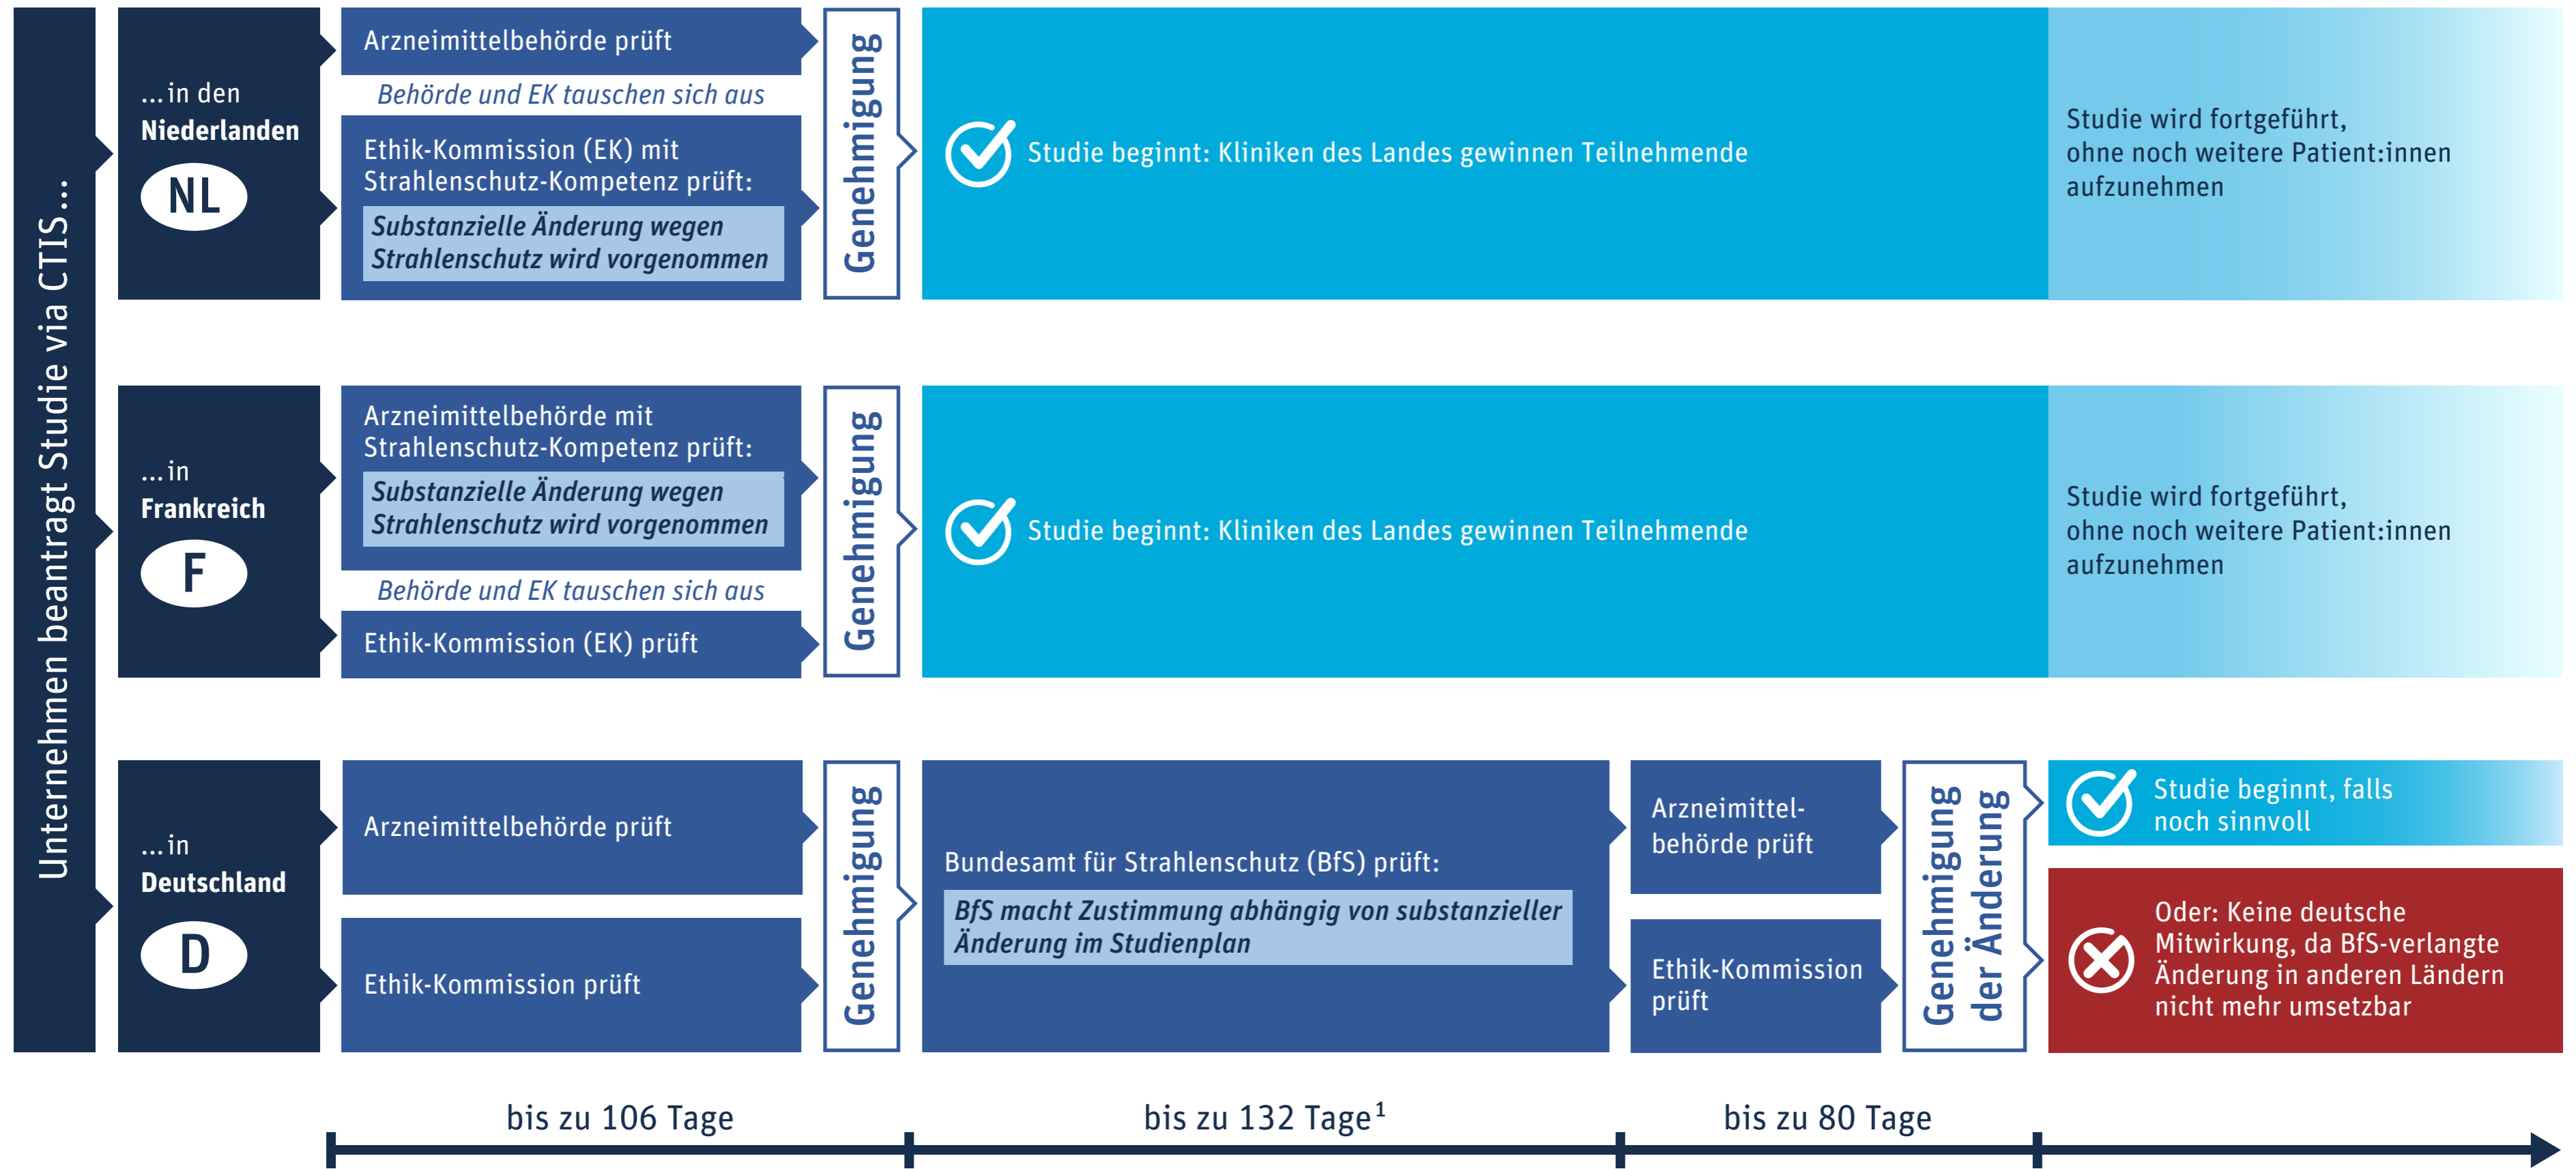 Unternehmen beantragt Studie via CTIS...
...in den
Niederlanden
NL
Arzneimittelbehörde prüft
Behörde und EK tauschen sich aus
Ethik-Kommission (EK) mit
Strahlenschutz-Kompetenz prüft:
Substanzielle Änderung wegen
Strahlenschutz wird vorgenommen
Genehmigung
Studie beginnt: Kliniken des Landes gewinnen Teilnehmende
Studie wird fortgeführt,
ohne noch weitere Patient:innen
aufzunehmen
...in
Frankreich
F
Arzneimittelbehörde mit
Strahlenschutz-Kompetenz prüft:
Substanzielle Änderung wegen
Strahlenschutz wird vorgenommen
Behörde und EK tauschen sich aus
Ethik-Kommission (EK) prüft
Genehmigung
Studie beginnt: Kliniken des Landes gewinnen Teilnehmende
Studie wird fortgeführt,
ohne noch weitere Patient:innen
aufzunehmen
...in
Deutschland
D
Arzneimittelbehörde prüft
Ethik-Kommission prüft
Genehmigung
Bundesamt für Strahlenschutz (BfS) prüft:
BfS macht Zustimmung abhängig von substanzieller
Änderung im Studienplan
Arzneimittel-
behörde prüft
Ethik-Kommission
prüft
Genehmigung
der Änderung
Studie beginnt, falls
noch sinnvoll
Oder: Keine deutsche
Mitwirkung, da BfS-verlangte
Änderung in anderen Ländern
nicht mehr umsetzbar
bis zu 106 Tage
bis zu 132 Tage¹
bis zu 80 Tage